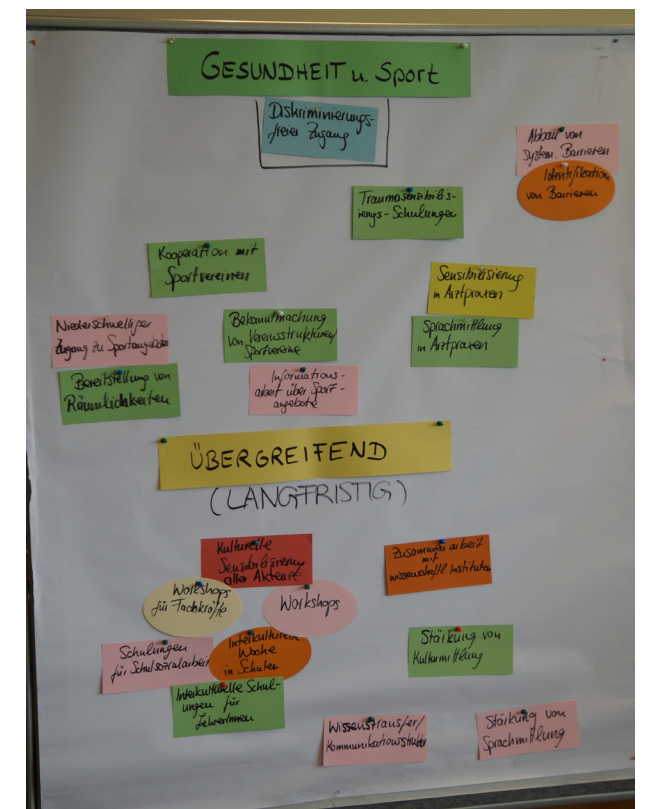 GESUNDHEIT u. Sport
Diskriminierungs-
freier Zugang
Abbau von
system. Barrieren
Identifikation
von Barrieren
Traumasensibilis-
ierungs-Schulungen
Kooperation mit
Sportvereinen
Sensibilisierung
in Arztpraxen
Niederschwelliger
Zugang zu Sportangeboten
Bekanntmachung
von Vereinsstrukturen/
Sportvereine
Sprachmittlung
in Arztpraxen
Bereitstellung von
Räumlichkeiten
Informations-
arbeit über Sport-
angebote
ÜBERGREIFEND
(LANGFRISTIG)
Kulturelle
Sensibilisierung
aller Akteure
Zusammenarbeit
mit
wissenschaftl. Instituten
Workshops
für Fachkräfte
Workshops
Schulungen
für Schulsozialarbeit
Interkulturelle
Woche
in Schulen
Stärkung von
Kulturmittlung
Interkulturelle Schul-
ungen für
LehrerInnen
Wissenstransfer/
Kommunikationsstruktur
Stärkung von
Sprachmittlung